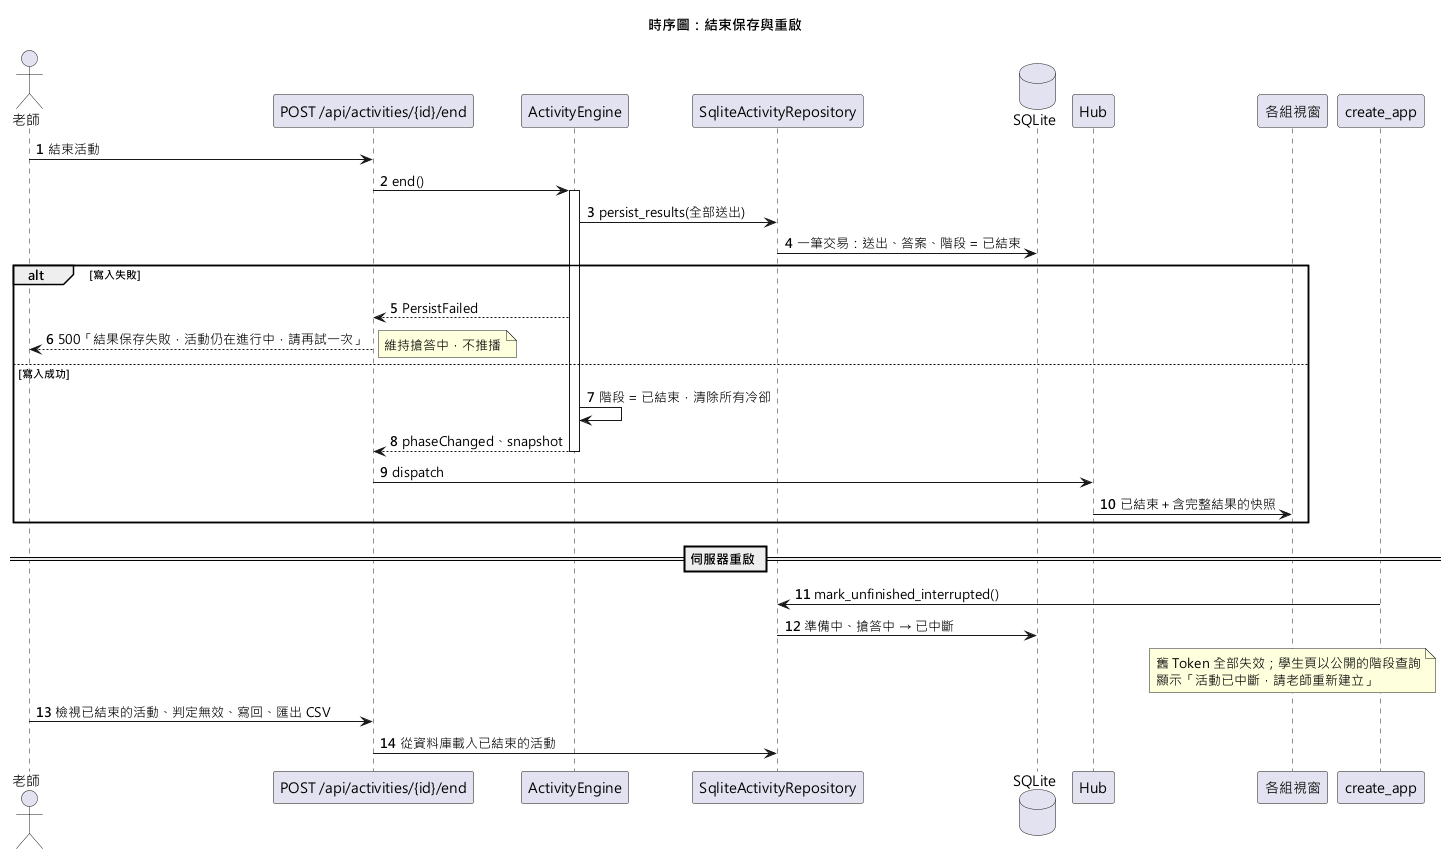 時序圖：結束保存與重啟
老師
POST /api/activities/{id}/end
ActivityEngine
SqliteActivityRepository
SQLite
Hub
各組視窗
create_app
1 結束活動
2 end()
3 persist_results(全部送出)
4 一筆交易：送出、答案、階段 = 已結束
alt [寫入失敗]
5 PersistFailed
6 500「結果保存失敗，活動仍在進行中，請再試一次」
維持搶答中，不推播
[寫入成功]
7 階段 = 已結束，清除所有冷卻
8 phaseChanged、snapshot
9 dispatch
10 已結束 + 含完整結果的快照
伺服器重啟
11 mark_unfinished_interrupted()
12 準備中、搶答中 → 已中斷
舊 Token 全部失效；學生頁以公開的階段查詢
顯示「活動已中斷，請老師重新建立」
13 檢視已結束的活動、判定無效、寫回、匯出 CSV
14 從資料庫載入已結束的活動
老師
POST /api/activities/{id}/end
ActivityEngine
SqliteActivityRepository
SQLite
Hub
各組視窗
create_app